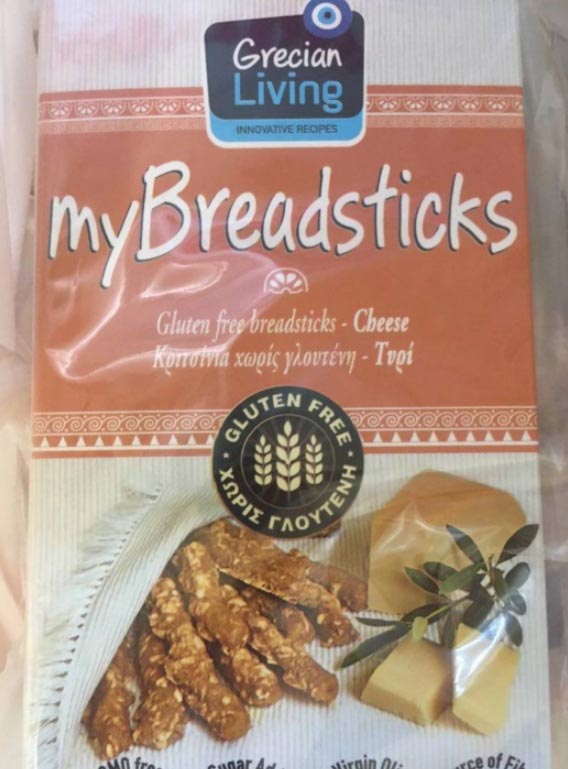 Grecian
Living
INNOVATIVE RECIPES
myBreadsticks
Gluten free breadsticks - Cheese
Κριτσίνια χωρίς γλουτένη - Τυρί
GLUTEN FREE
ΧΩΡΙΣ ΓΛΟΥΤΕΝΗ